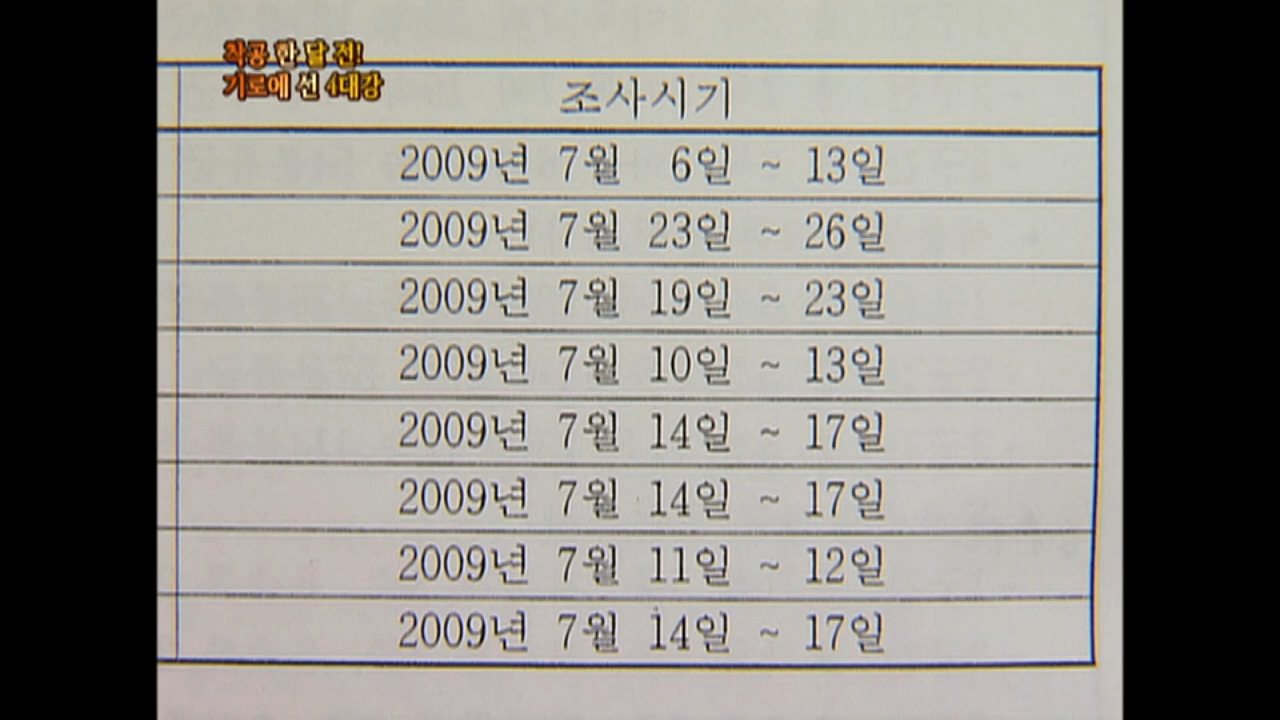 착공 한 달 전!
기로에 선 4대강
조사시기
2009년 7월 6일 ~ 13일
2009년 7월 23일 ~ 26일
2009년 7월 19일 ~ 23일
2009년 7월 10일 ~ 13일
2009년 7월 14일 ~ 17일
2009년 7월 14일 ~ 17일
2009년 7월 11일 ~ 12일
2009년 7월 14일 ~ 17일